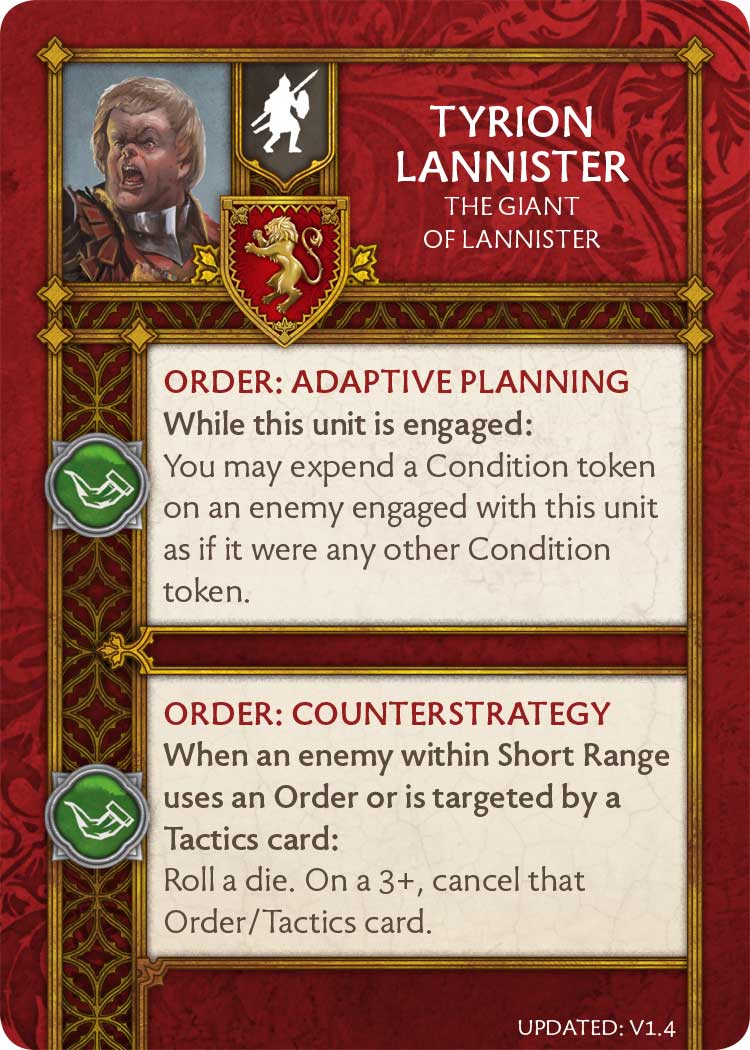 TYRION
LANNISTER
THE GIANT
OF LANNISTER
ORDER: ADAPTIVE PLANNING
While this unit is engaged:
You may expend a Condition token
on an enemy engaged with this unit
as if it were any other Condition
token.
ORDER: COUNTERSTRATEGY
When an enemy within Short Range
uses an Order or is targeted by a
Tactics card:
Roll a die. On a 3+, cancel that
Order/Tactics card.
UPDATED: V1.4